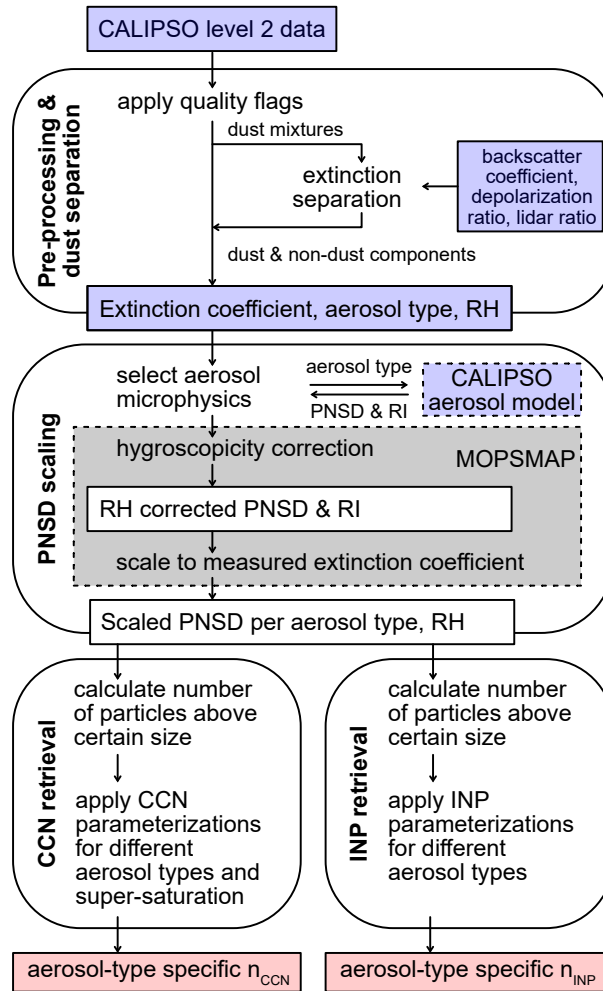 CALIPSO level 2 data
Pre-processing &
dust separation
apply quality flags
dust mixtures
extinction
separation
backscatter
coefficient,
depolarization
ratio, lidar ratio
dust & non-dust components
Extinction coefficient, aerosol type, RH
PNSD scaling
select aerosol
microphysics
aerosol type
PNSD & RI
CALIPSO
aerosol model
hygroscopicity correction
MOPSMAP
RH corrected PNSD & RI
scale to measured extinction coefficient
Scaled PNSD per aerosol type, RH
CCN retrieval
calculate number
of particles above
certain size
apply CCN
parameterizations
for different
aerosol types and
super-saturation
aerosol-type specific nCCN
INP retrieval
calculate number
of particles above
certain size
apply INP
parameterizations
for different
aerosol types
aerosol-type specific nINP